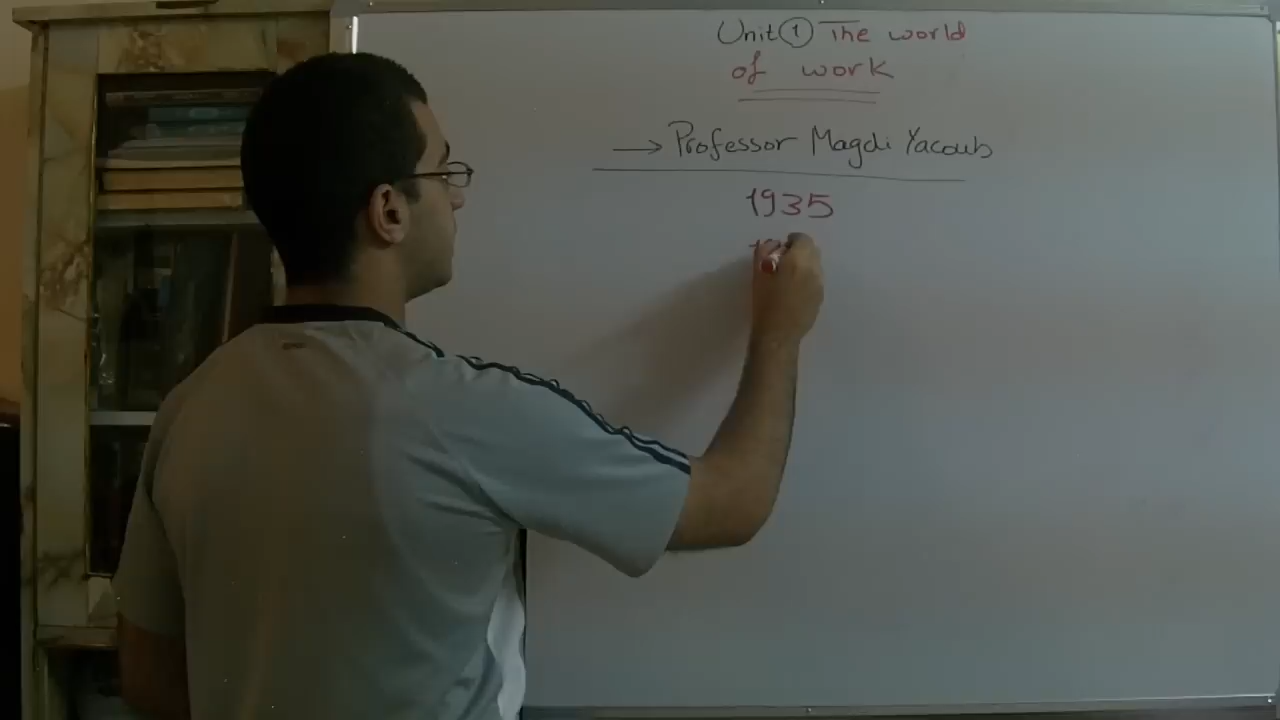 Unit ① The world
of work
→ Professor Magdi Yacoub
1935